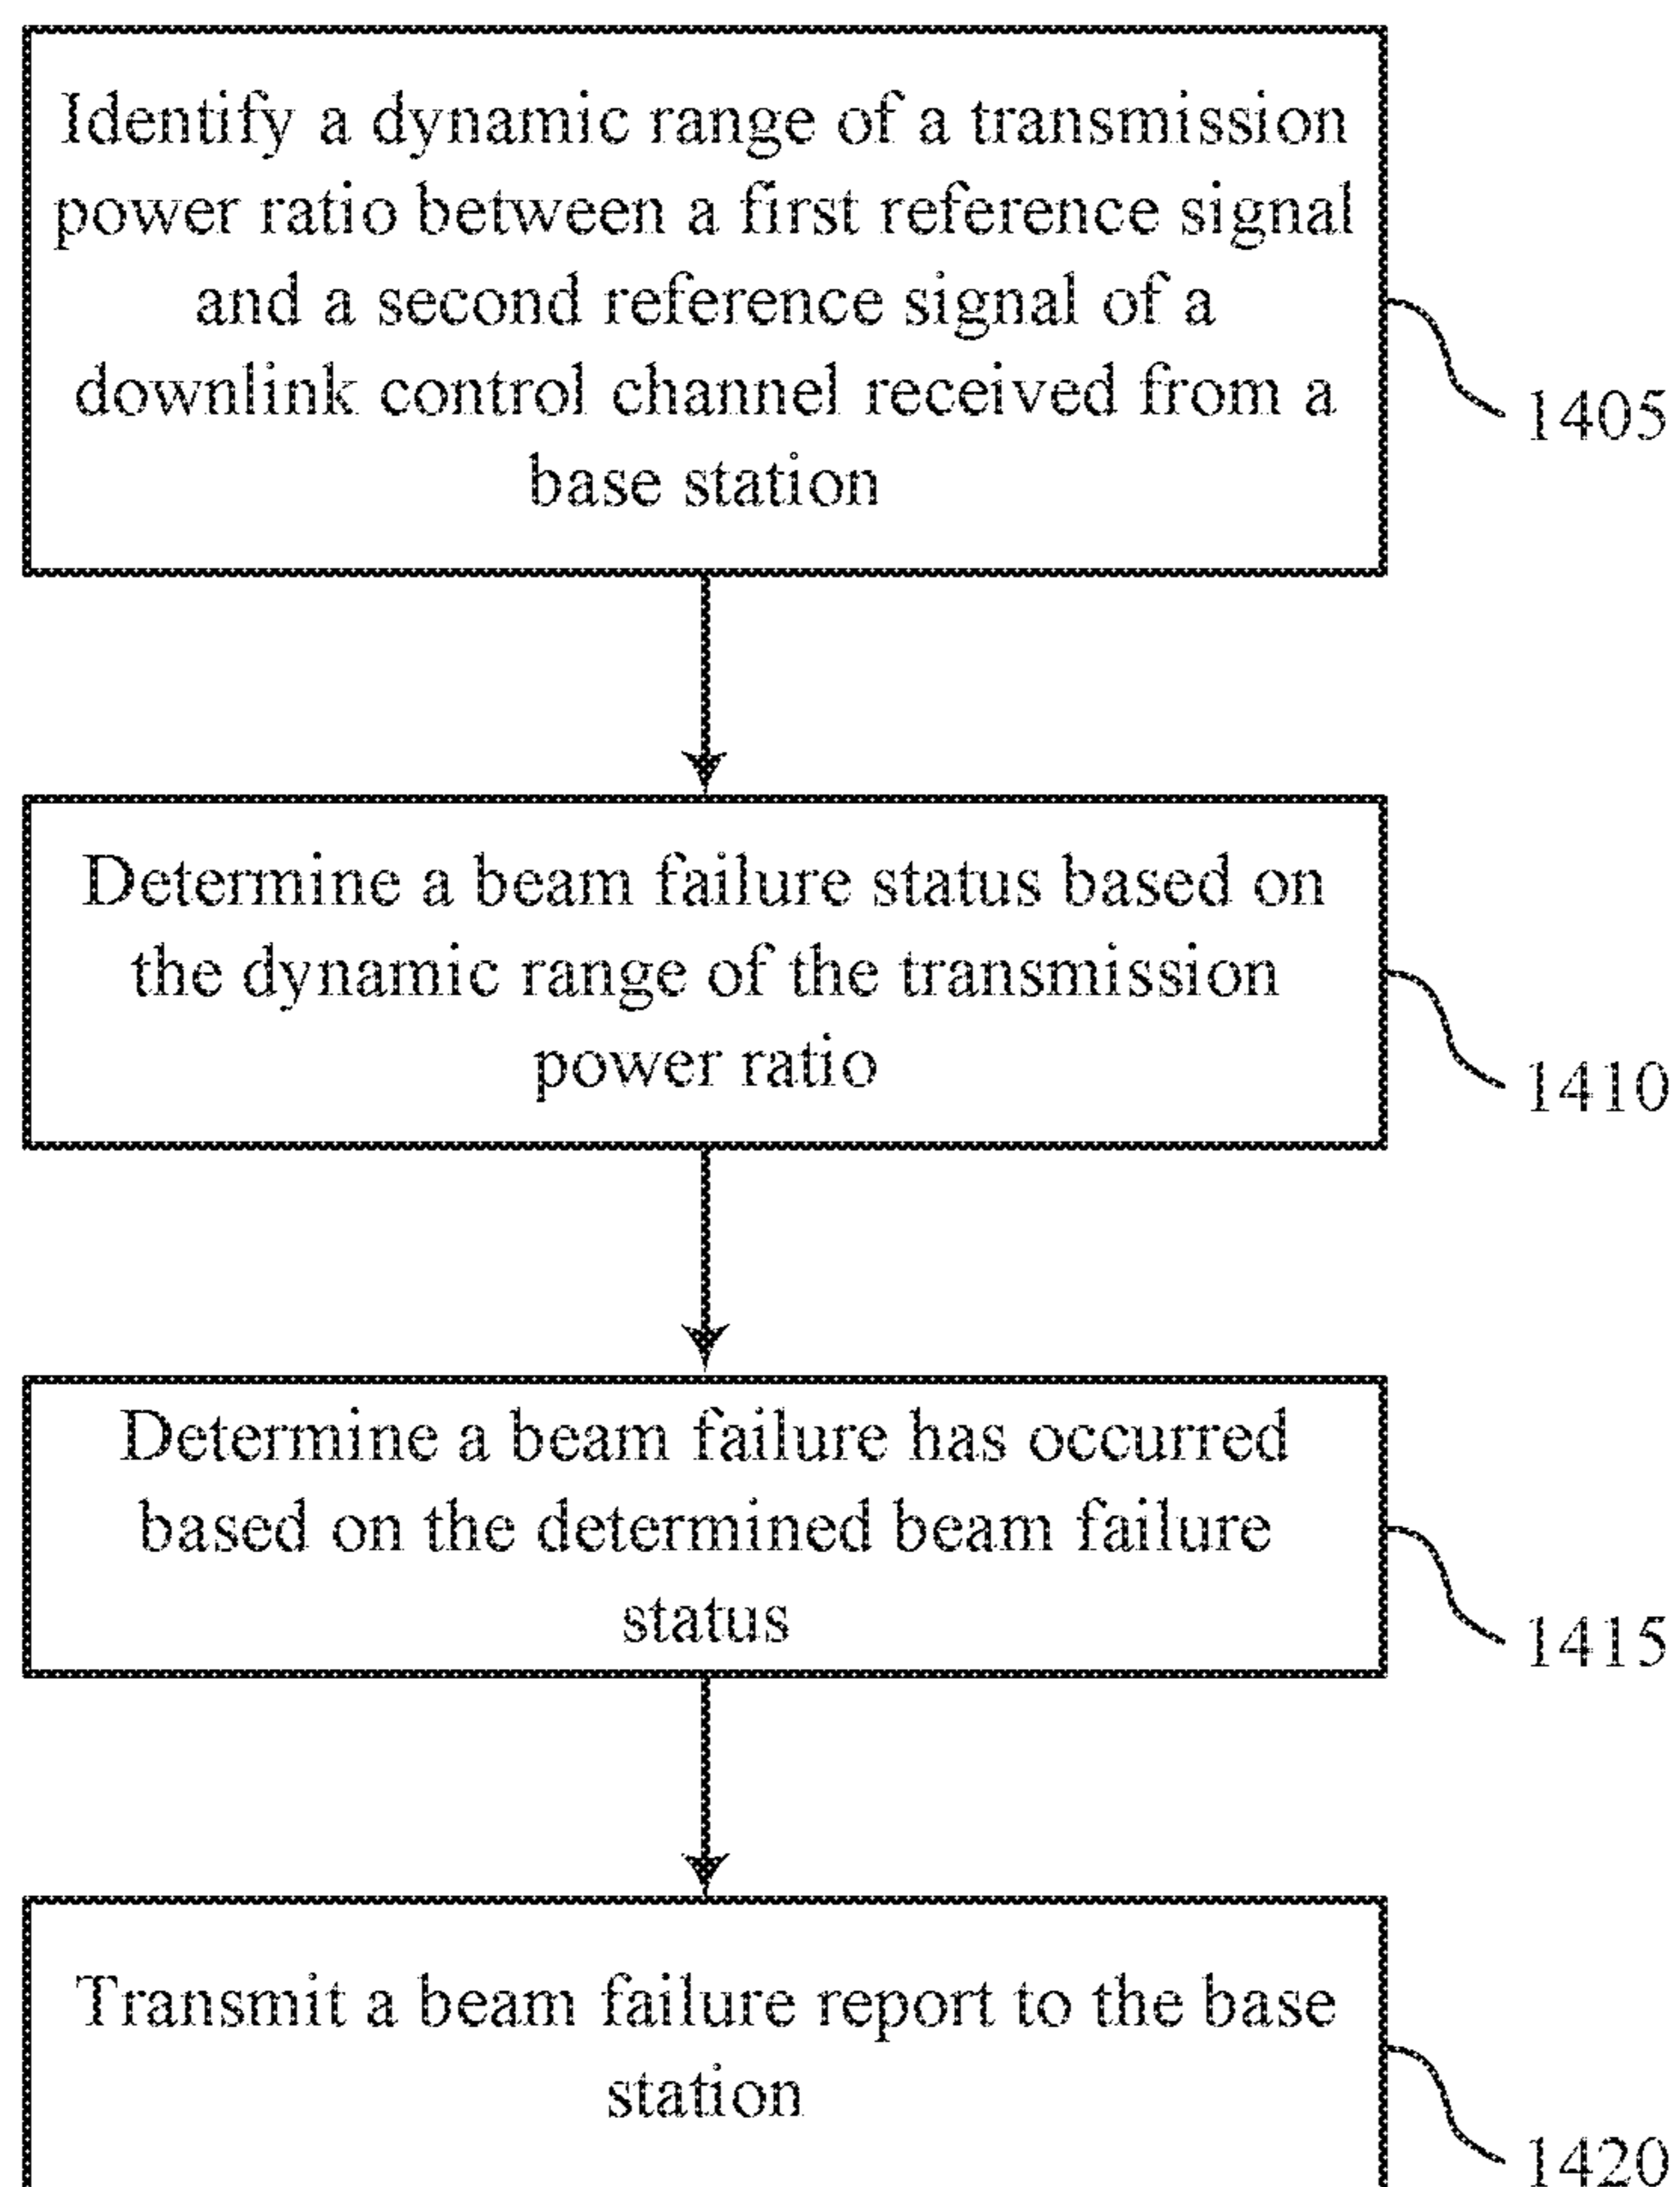 Identify a dynamic range of a transmission
power ratio between a first reference signal
and a second reference signal of a
downlink control channel received from a
base station
1405
Determine a beam failure status based on
the dynamic range of the transmission
power ratio
1410
Determine a beam failure has occurred
based on the determined beam failure
status
1415
Transmit a beam failure report to the base
station
1420